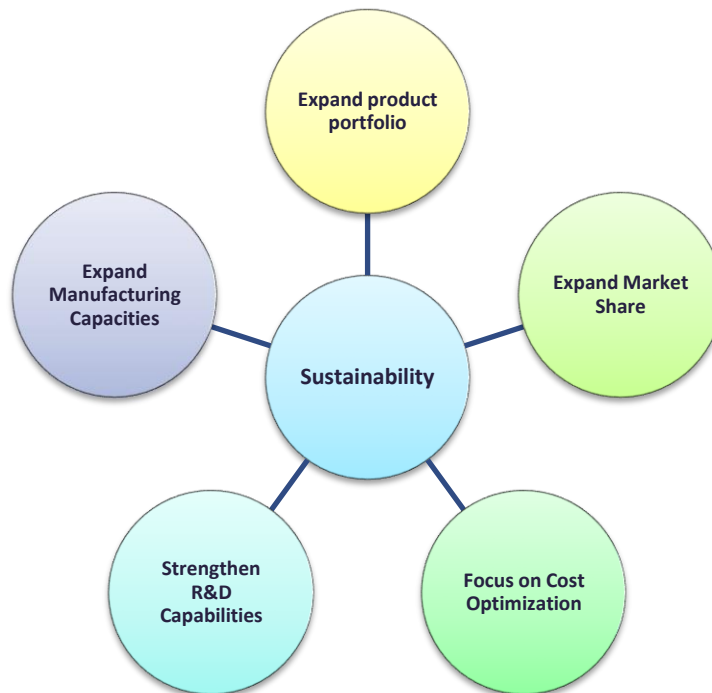 Expand product
portfolio
Expand Market
Share
Focus on Cost
Optimization
Strengthen
R&D
Capabilities
Expand
Manufacturing
Capacities
Sustainability